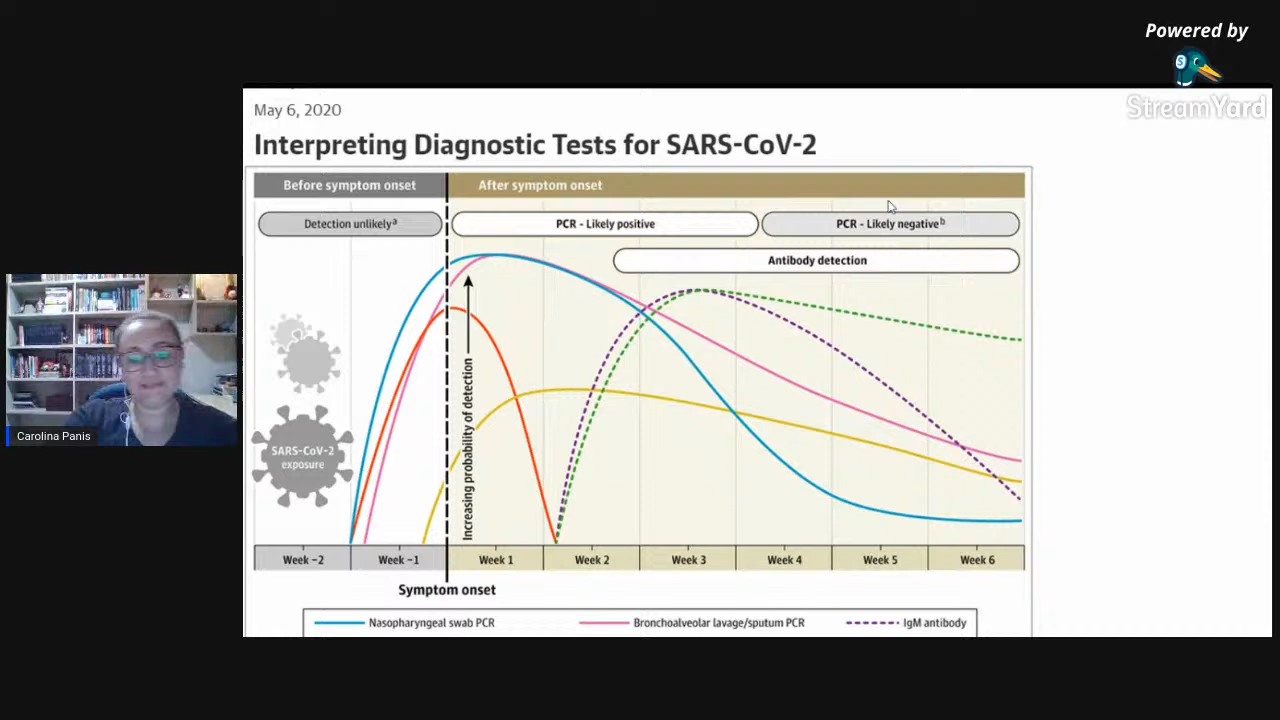 Powered by
StreamYard
May 6, 2020
Interpreting Diagnostic Tests for SARS-CoV-2
Before symptom onset
After symptom onset
Detection unlikelyᵃ
PCR - Likely positive
PCR - Likely negativeᵇ
Antibody detection
Increasing probability of detection
SARS-CoV-2
exposure
Carolina Panis
Week −2
Week −1
Week 1
Week 2
Week 3
Week 4
Week 5
Week 6
Symptom onset
Nasopharyngeal swab PCR
Bronchoalveolar lavage/sputum PCR
IgM antibody